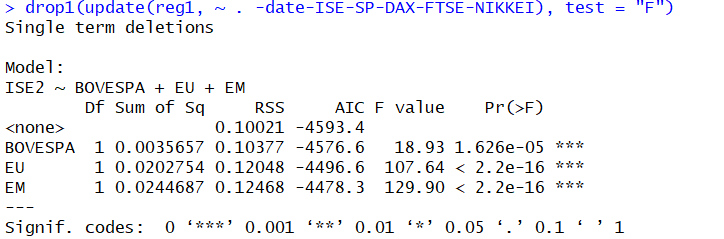 > drop1(update(reg1, ~ . -date-ISE-SP-DAX-FTSE-NIKKEI), test = "F")
Single term deletions

Model:
ISE2 ~ BOVESPA + EU + EM
        Df Sum of Sq     RSS     AIC F value    Pr(>F)
<none>               0.10021 -4593.4
BOVESPA  1 0.0035657 0.10377 -4576.6   18.93 1.626e-05 ***
EU       1 0.0202754 0.12048 -4496.6  107.64 < 2.2e-16 ***
EM       1 0.0244687 0.12468 -4478.3  129.90 < 2.2e-16 ***
---
Signif. codes:  0 ‘***’ 0.001 ‘**’ 0.01 ‘*’ 0.05 ‘.’ 0.1 ‘ ’ 1